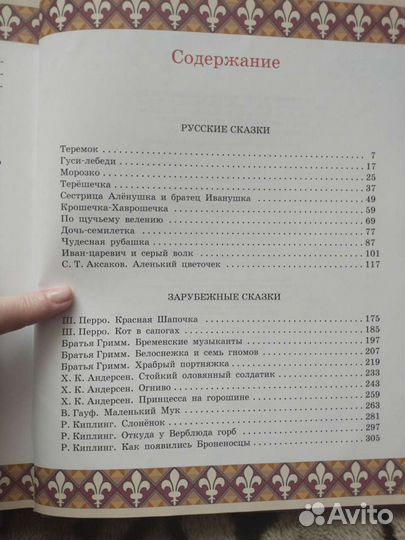 Содержание
РУССКИЕ СКАЗКИ
Теремок 7
Гуси-лебеди 17
Морозко 25
Терёшечка 37
Сестрица Алёнушка и братец Иванушка 49
Крошечка-Хаврошечка 59
По щучьему велению 69
Дочь-семилетка 77
Чудесная рубашка 87
Иван-царевич и серый волк 101
С. Т. Аксаков. Аленький цветочек 117
ЗАРУБЕЖНЫЕ СКАЗКИ
Ш. Перро. Красная Шапочка 175
Ш. Перро. Кот в сапогах 185
Братья Гримм. Бременские музыканты 197
Братья Гримм. Белоснежка и семь гномов 207
Братья Гримм. Храбрый портняжка 219
Х. К. Андерсен. Стойкий оловянный солдатик 233
Х. К. Андерсен. Огниво 243
Х. К. Андерсен. Принцесса на горошине 259
В. Гауф. Маленький Мук 263
Р. Киплинг. Слонёнок 281
Р. Киплинг. Откуда у Верблюда горб 297
Р. Киплинг. Как появились Броненосцы 305
Avito